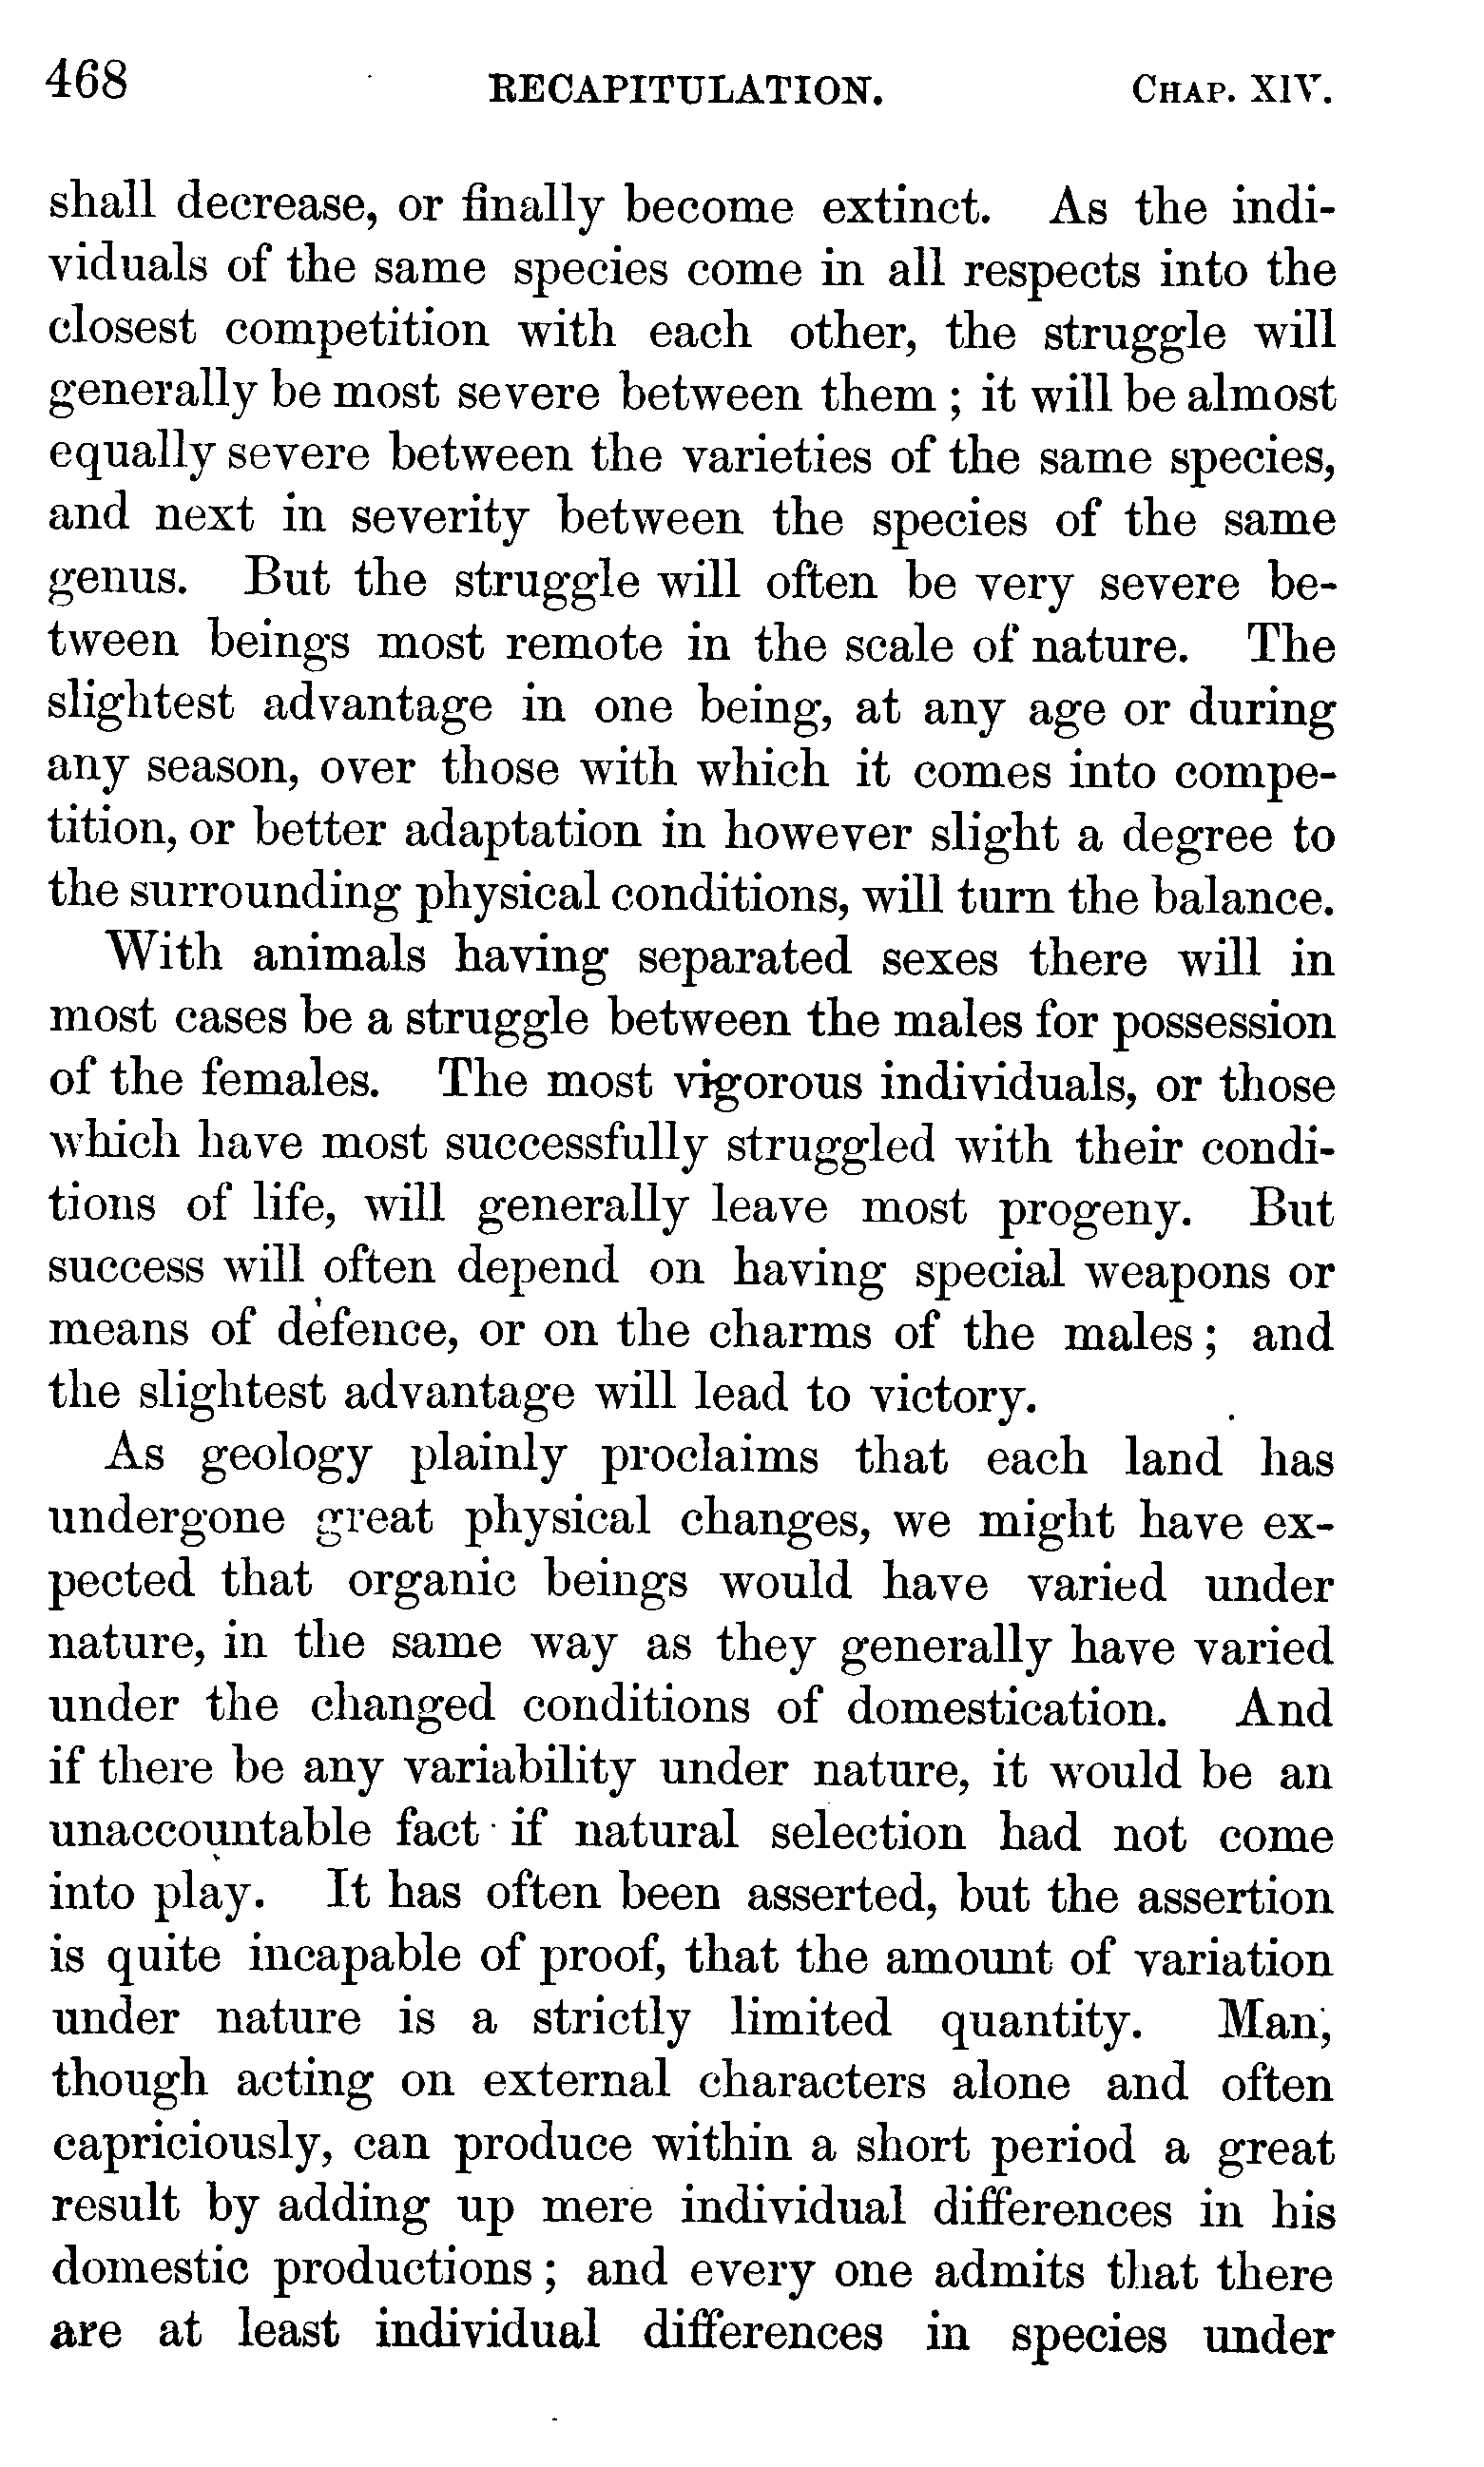 468 RECAPITULATION. CHAP. XIV.
shall decrease, or finally become extinct. As the indi-
viduals of the same species come in all respects into the
closest competition with each other, the struggle will
generally be most severe between them ; it will be almost
equally severe between the varieties of the same species,
and next in severity between the species of the same
genus. But the struggle will often be very severe be-
tween beings most remote in the scale of nature. The
slightest advantage in one being, at any age or during
any season, over those with which it comes into compe-
tition, or better adaptation in however slight a degree to
the surrounding physical conditions, will turn the balance.
With animals having separated sexes there will in
most cases be a struggle between the males for possession
of the females. The most vigorous individuals, or those
which have most successfully struggled with their condi-
tions of life, will generally leave most progeny. But
success will often depend on having special weapons or
means of defence, or on the charms of the males ; and
the slightest advantage will lead to victory.
As geology plainly proclaims that each land has
undergone great physical changes, we might have ex-
pected that organic beings would have varied under
nature, in the same way as they generally have varied
under the changed conditions of domestication. And
if there be any variability under nature, it would be an
unaccountable fact if natural selection had not come
into play. It has often been asserted, but the assertion
is quite incapable of proof, that the amount of variation
under nature is a strictly limited quantity. Man,
though acting on external characters alone and often
capriciously, can produce within a short period a great
result by adding up mere individual differences in his
domestic productions ; and every one admits that there
are at least individual differences in species under